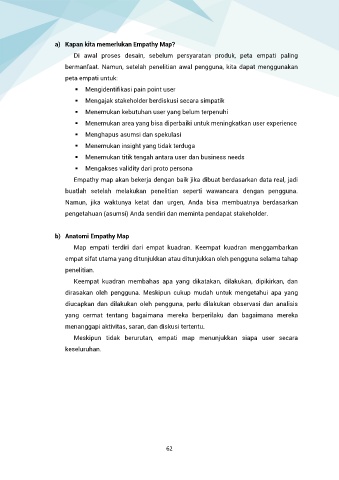 a) Kapan kita memerlukan Empathy Map?
Di awal proses desain, sebelum persyaratan produk, peta empati paling
bermanfaat. Namun, setelah penelitian awal pengguna, kita dapat menggunakan
peta empati untuk:
▪ Mengidentifikasi pain point user
▪ Mengajak stakeholder berdiskusi secara simpatik
▪ Menemukan kebutuhan user yang belum terpenuhi
▪ Menemukan area yang bisa diperbaiki untuk meningkatkan user experience
▪ Menghapus asumsi dan spekulasi
▪ Menemukan insight yang tidak terduga
▪ Menemukan titik tengah antara user dan business needs
▪ Mengakses validity dari proto persona
Empathy map akan bekerja dengan baik jika dibuat berdasarkan data real, jadi
buatlah setelah melakukan penelitian seperti wawancara dengan pengguna.
Namun, jika waktunya ketat dan urgen, Anda bisa membuatnya berdasarkan
pengetahuan (asumsi) Anda sendiri dan meminta pendapat stakeholder.
b) Anatomi Empathy Map
Map empati terdiri dari empat kuadran. Keempat kuadran menggambarkan
empat sifat utama yang ditunjukkan atau ditunjukkan oleh pengguna selama tahap
penelitian.
Keempat kuadran membahas apa yang dikatakan, dilakukan, dipikirkan, dan
dirasakan oleh pengguna. Meskipun cukup mudah untuk mengetahui apa yang
diucapkan dan dilakukan oleh pengguna, perlu dilakukan observasi dan analisis
yang cermat tentang bagaimana mereka berperilaku dan bagaimana mereka
menanggapi aktivitas, saran, dan diskusi tertentu.
Meskipun tidak berurutan, empati map menunjukkan siapa user secara
keseluruhan.
62